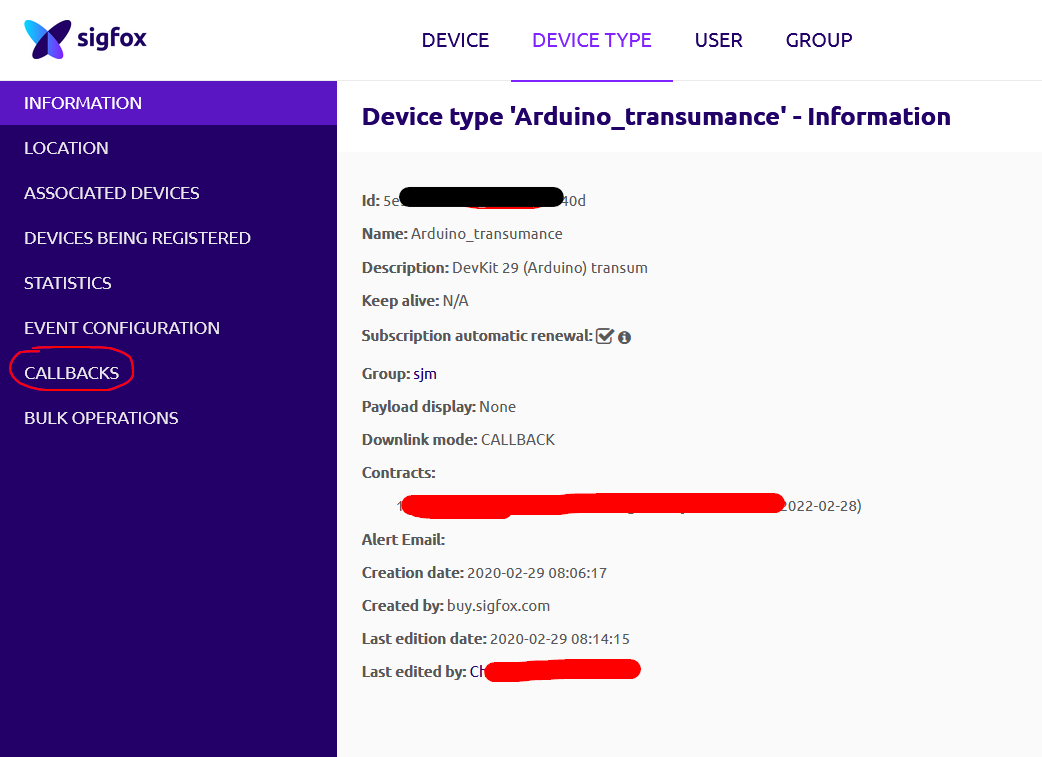 sigfox
DEVICE DEVICE TYPE USER GROUP
INFORMATION
LOCATION
ASSOCIATED DEVICES
DEVICES BEING REGISTERED
STATISTICS
EVENT CONFIGURATION
CALLBACKS
BULK OPERATIONS
Device type 'Arduino_transumance' - Information
Id: 5e 40d
Name: Arduino_transumance
Description: DevKit 29 (Arduino) transum
Keep alive: N/A
Subscription automatic renewal:
Group: sjm
Payload display: None
Downlink mode: CALLBACK
Contracts:
2022-02-28)
Alert Email:
Creation date: 2020-02-29 08:06:17
Created by: buy.sigfox.com
Last edition date: 2020-02-29 08:14:15
Last edited by: Ch